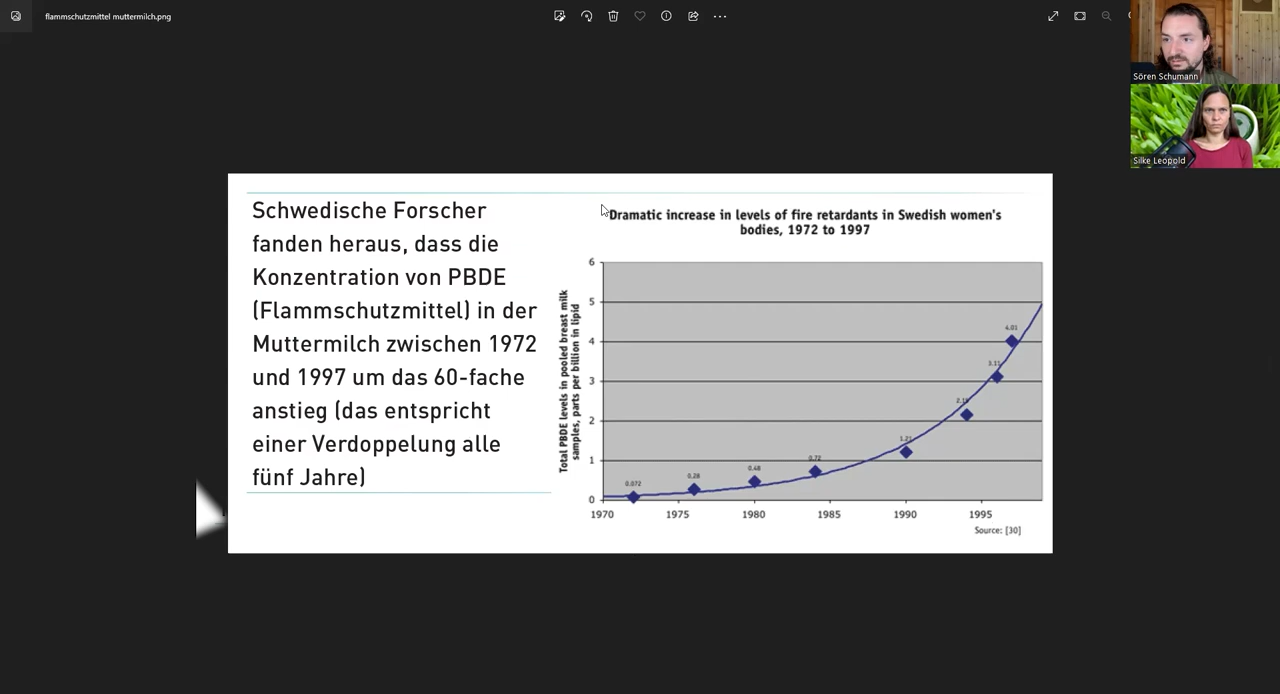 flammschutzmittel muttermilch.png
Sören Schumann
Silke Leopold
Schwedische Forscher
fanden heraus, dass die
Konzentration von PBDE
(Flammschutzmittel) in der
Muttermilch zwischen 1972
und 1997 um das 60-fache
anstieg (das entspricht
einer Verdoppelung alle
fünf Jahre)
Dramatic increase in levels of fire retardants in Swedish women's
bodies, 1972 to 1997
Total PBDE levels in pooled breast milk
samples, parts per billion in lipid
6
5
4
3
2
1
0
0.072
0.28
0.48
0.72
1.21
3.11
4.01
1970
1975
1980
1985
1990
1995
Source: [30]